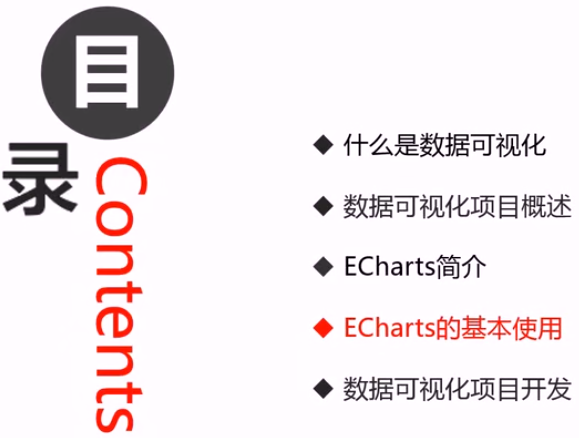 目
录
Contents
什么是数据可视化
数据可视化项目概述
ECharts简介
ECharts的基本使用
数据可视化项目开发